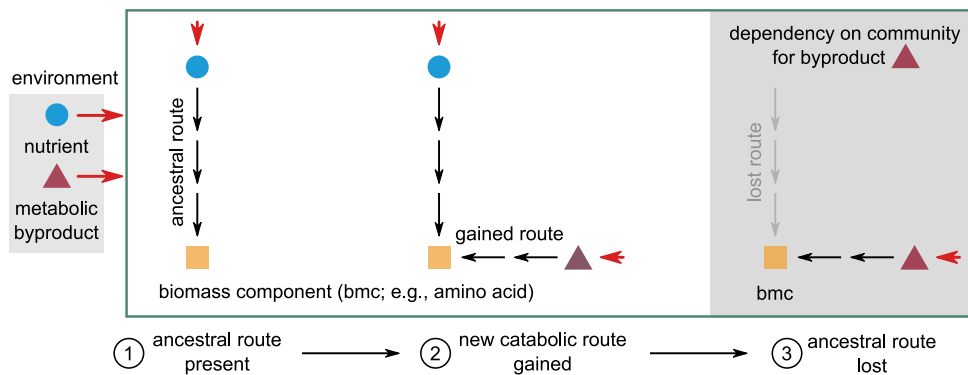 environment
nutrient
metabolic
byproduct
ancestral route
gained route
biomass component (bmc; e.g., amino acid)
dependency on community
for byproduct
lost route
bmc
1 ancestral route
present
2 new catabolic route
gained
3 ancestral route
lost